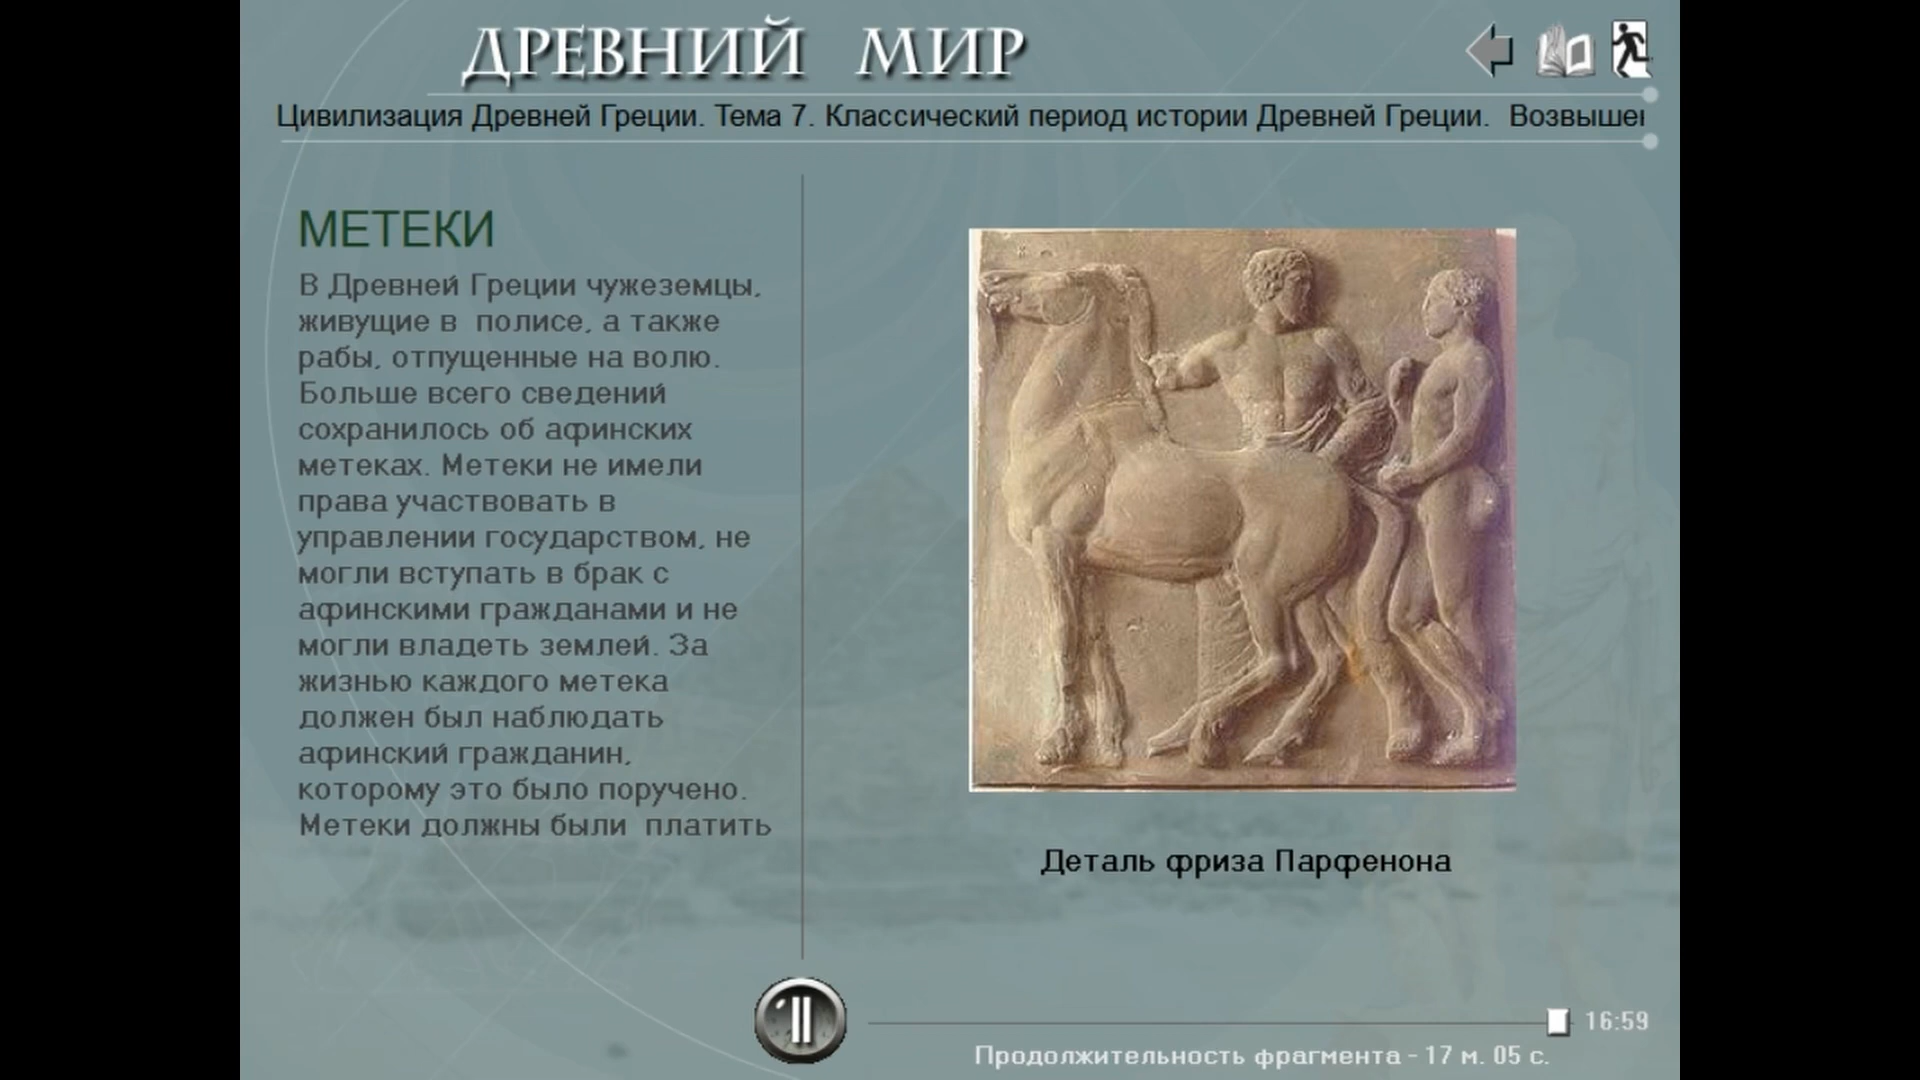 ДРЕВНИЙ МИР
Цивилизация Древней Греции. Тема 7. Классический период истории Древней Греции. Возвышен
МЕТЕКИ
В Древней Греции чужеземцы,
живущие в полисе, а также
рабы, отпущенные на волю.
Больше всего сведений
сохранилось об афинских
метеках. Метеки не имели
права участвовать в
управлении государством, не
могли вступать в брак с
афинскими гражданами и не
могли владеть землей. За
жизнью каждого метека
должен был наблюдать
афинский гражданин,
которому это было поручено.
Метеки должны были платить
Деталь фриза Парфенона
16:59
Продолжительность фрагмента - 17 м. 05 с.